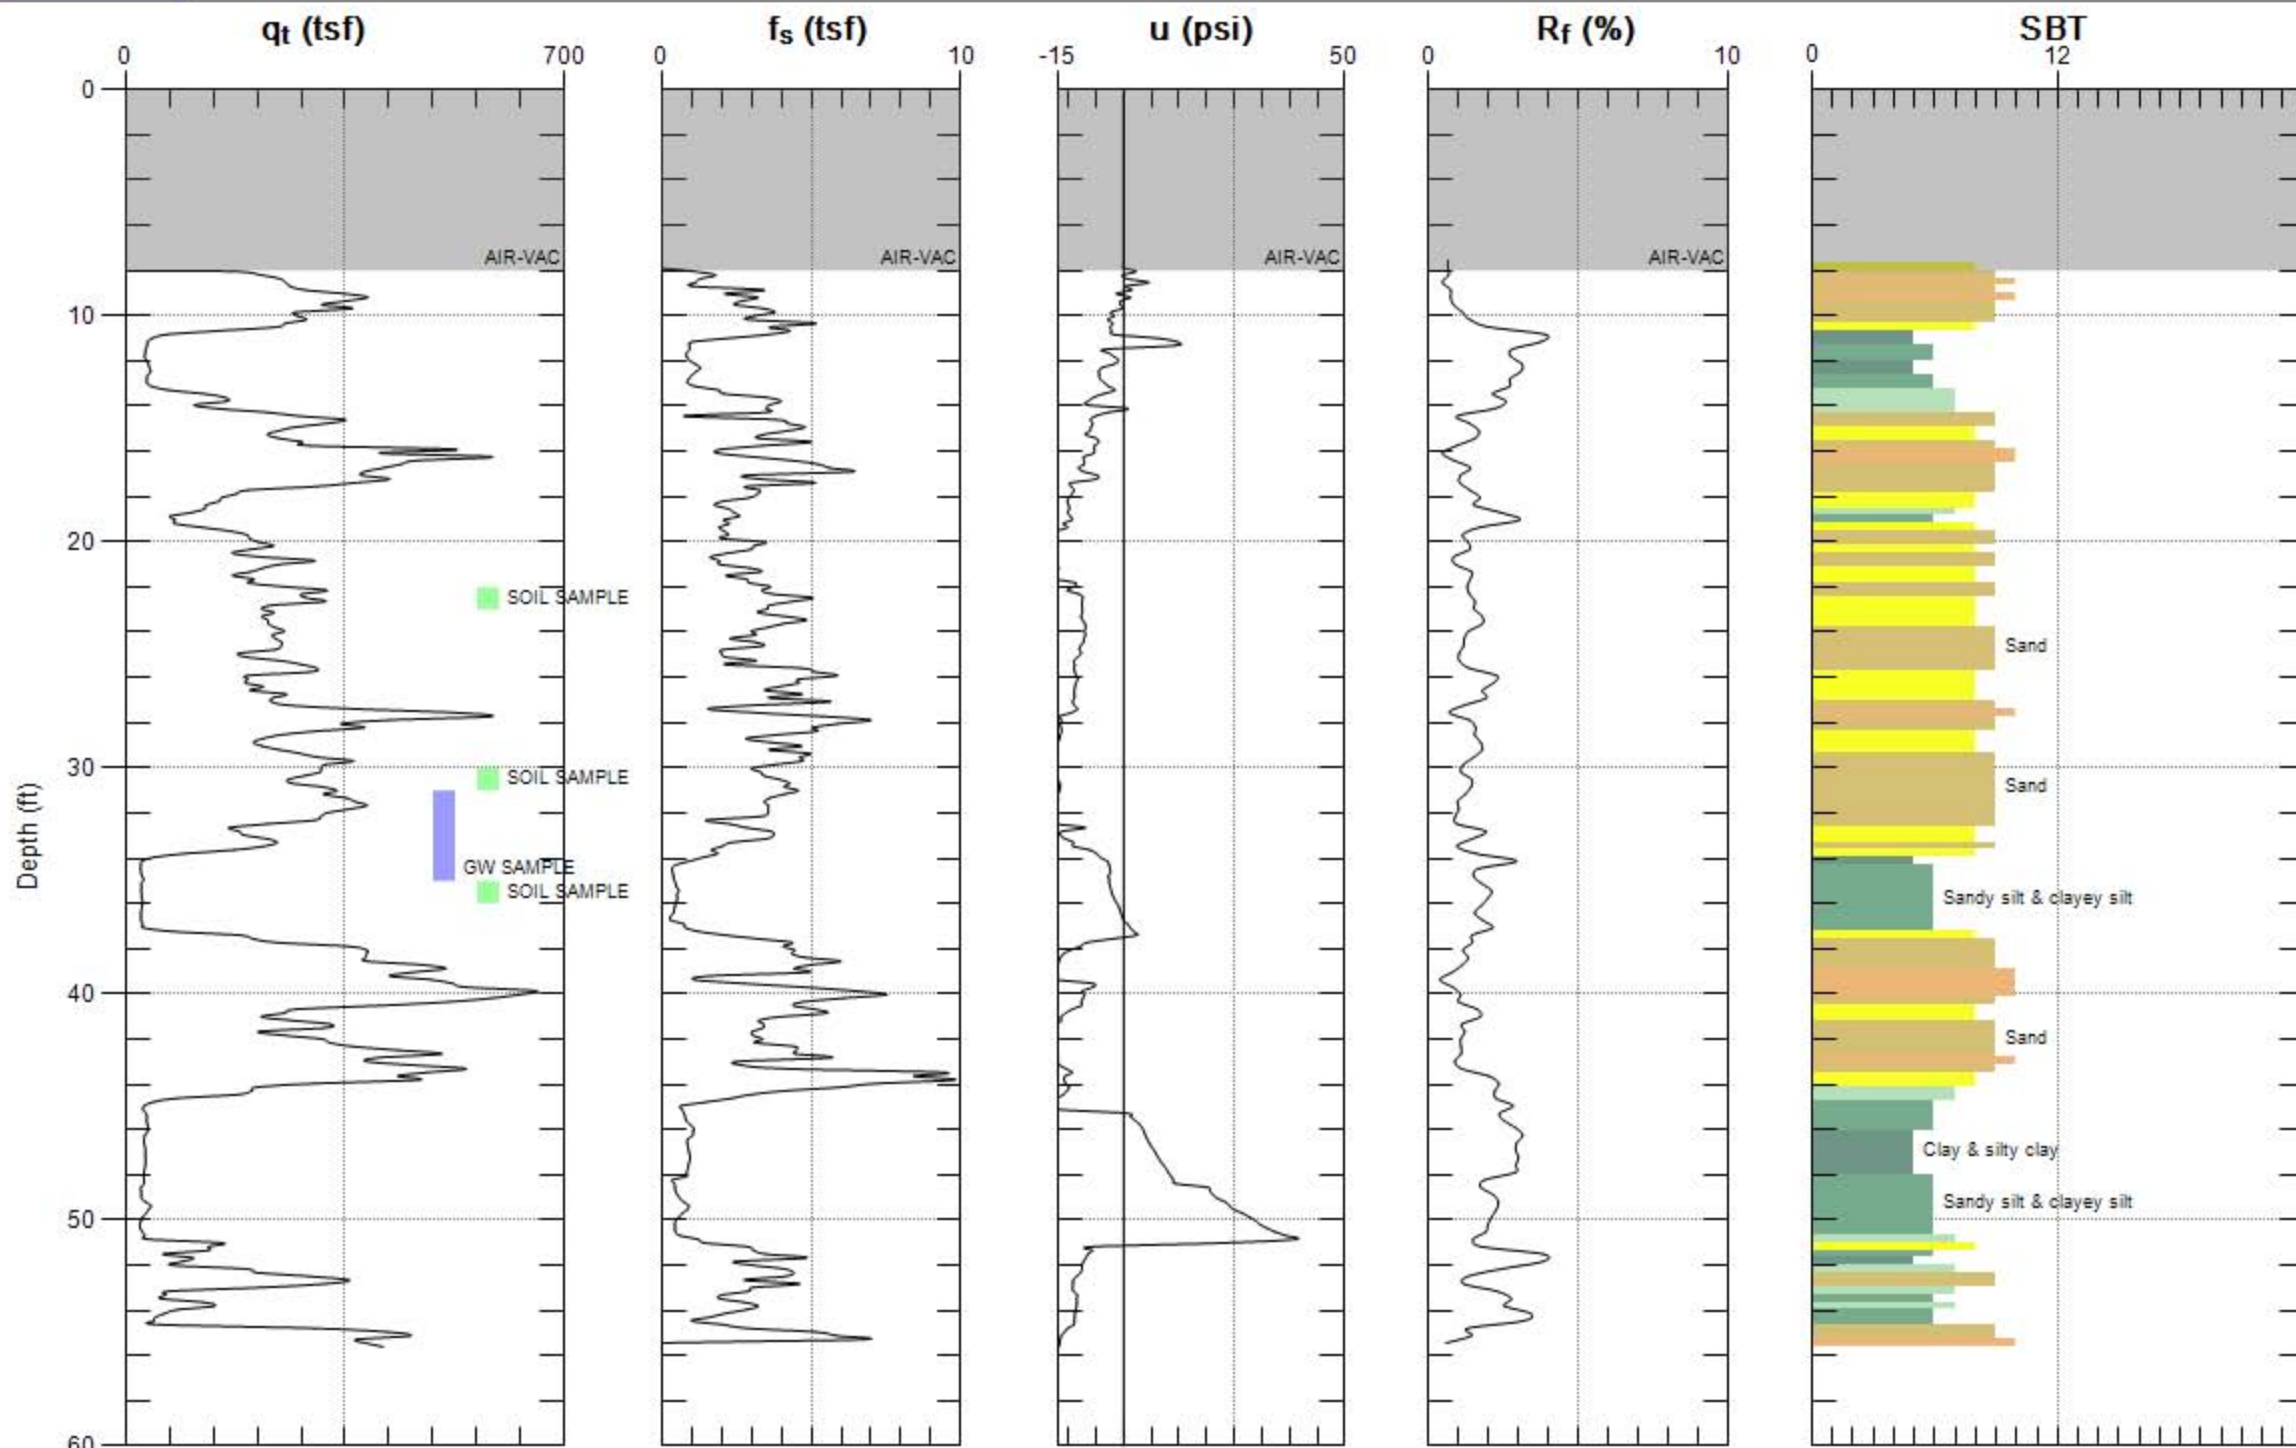 qt (tsf)
fs (tsf)
u (psi)
Rf (%)
SBT
0
700
0
10
-15
50
0
10
0
12
0
AIR-VAC
AIR-VAC
AIR-VAC
AIR-VAC
10
20
SOIL SAMPLE
Sand
30
SOIL SAMPLE
Sand
Depth (ft)
GW SAMPLE
SOIL SAMPLE
Sandy silt & clayey silt
40
Sand
Clay & silty clay
Sandy silt & clayey silt
50
60